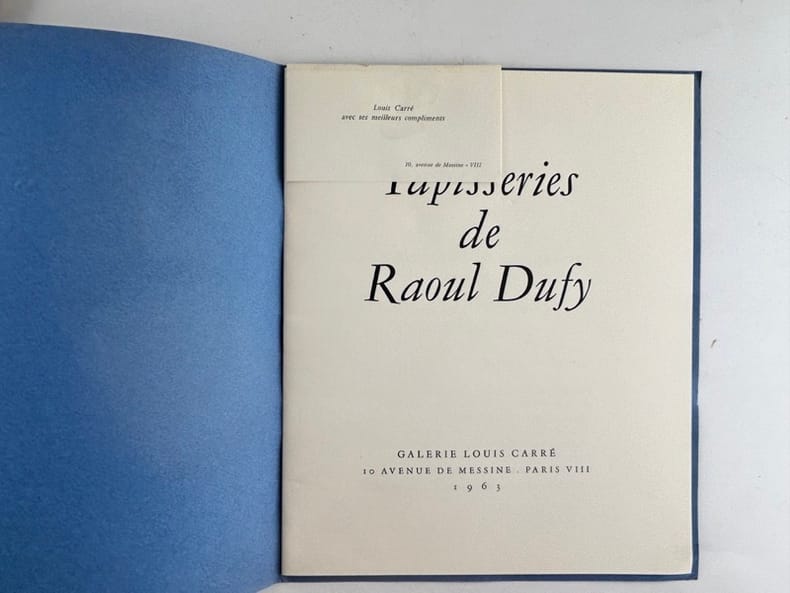 Louis Carré
avec ses meilleurs compliments
10, avenue de Messine - VIII
Tapisseries
de
Raoul Dufy
GALERIE LOUIS CARRÉ
10 AVENUE DE MESSINE . PARIS VIII
1963